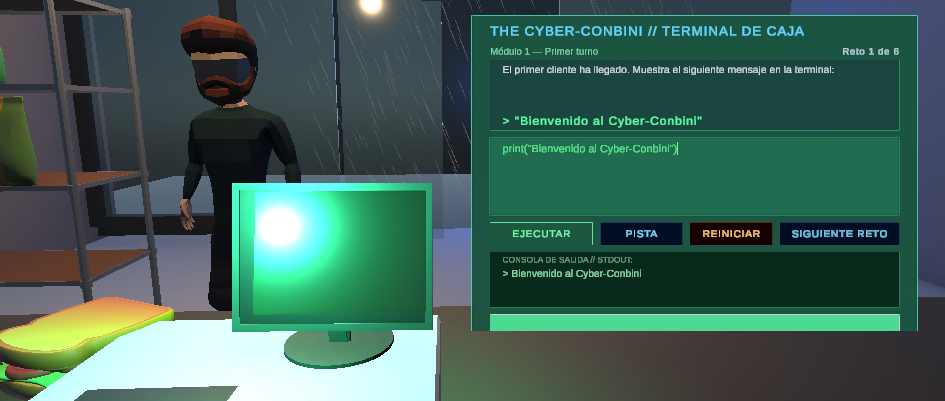 THE CYBER-CONBINI // TERMINAL DE CAJA
Módulo 1 — Primer turno
Reto 1 de 6
El primer cliente ha llegado. Muestra el siguiente mensaje en la terminal:
> "Bienvenido al Cyber-Conbini"
print("Bienvenido al Cyber-Conbini")
EJECUTAR
PISTA
REINICIAR
SIGUIENTE RETO
CONSOLA DE SALIDA // STDOUT:
> Bienvenido al Cyber-Conbini